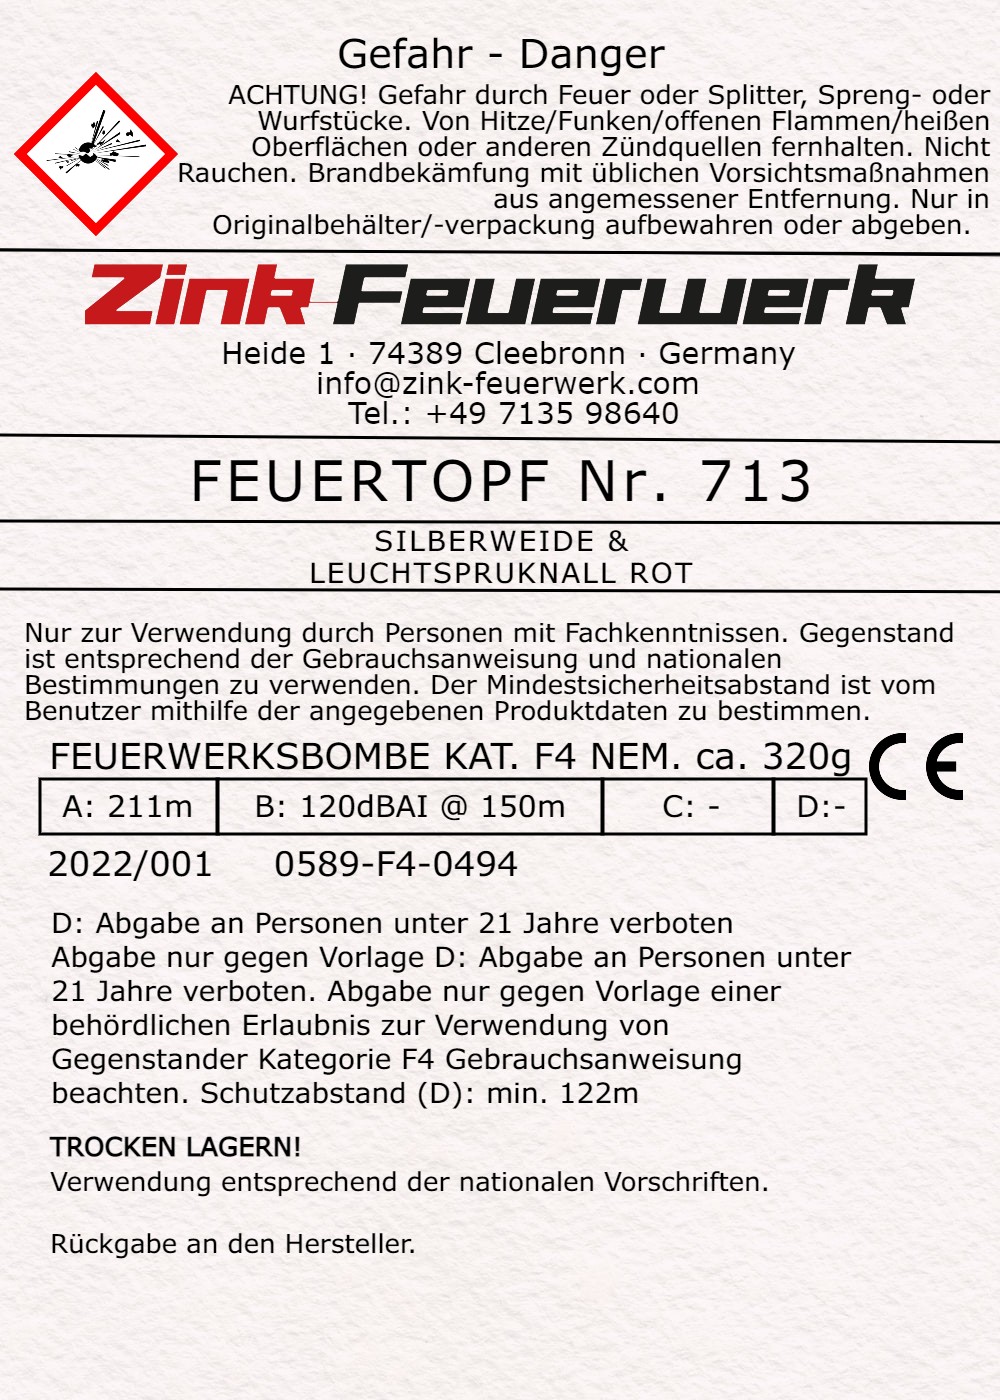 Gefahr - Danger
ACHTUNG! Gefahr durch Feuer oder Splitter, Spreng- oder
Wurfstücke. Von Hitze/Funken/offenen Flammen/heißen
Oberflächen oder anderen Zündquellen fernhalten. Nicht
Rauchen. Brandbekämfung mit üblichen Vorsichtsmaßnahmen
aus angemessener Entfernung. Nur in
Originalbehälter/-verpackung aufbewahren oder abgeben.
Zink Feuerwerk
Heide 1 · 74389 Cleebronn · Germany
info@zink-feuerwerk.com
Tel.: +49 7135 98640
FEUERTOPF Nr. 713
SILBERWEIDE &
LEUCHTSPRUKNALL ROT
Nur zur Verwendung durch Personen mit Fachkenntnissen. Gegenstand
ist entsprechend der Gebrauchsanweisung und nationalen
Bestimmungen zu verwenden. Der Mindestsicherheitsabstand ist vom
Benutzer mithilfe der angegebenen Produktdaten zu bestimmen.
FEUERWERKSBOMBE KAT. F4 NEM. ca. 320g CE
A: 211m B: 120dBAI @ 150m C: - D:-
2022/001 0589-F4-0494
D: Abgabe an Personen unter 21 Jahre verboten
Abgabe nur gegen Vorlage D: Abgabe an Personen unter
21 Jahre verboten. Abgabe nur gegen Vorlage einer
behördlichen Erlaubnis zur Verwendung von
Gegenstander Kategorie F4 Gebrauchsanweisung
beachten. Schutzabstand (D): min. 122m
TROCKEN LAGERN!
Verwendung entsprechend der nationalen Vorschriften.
Rückgabe an den Hersteller.